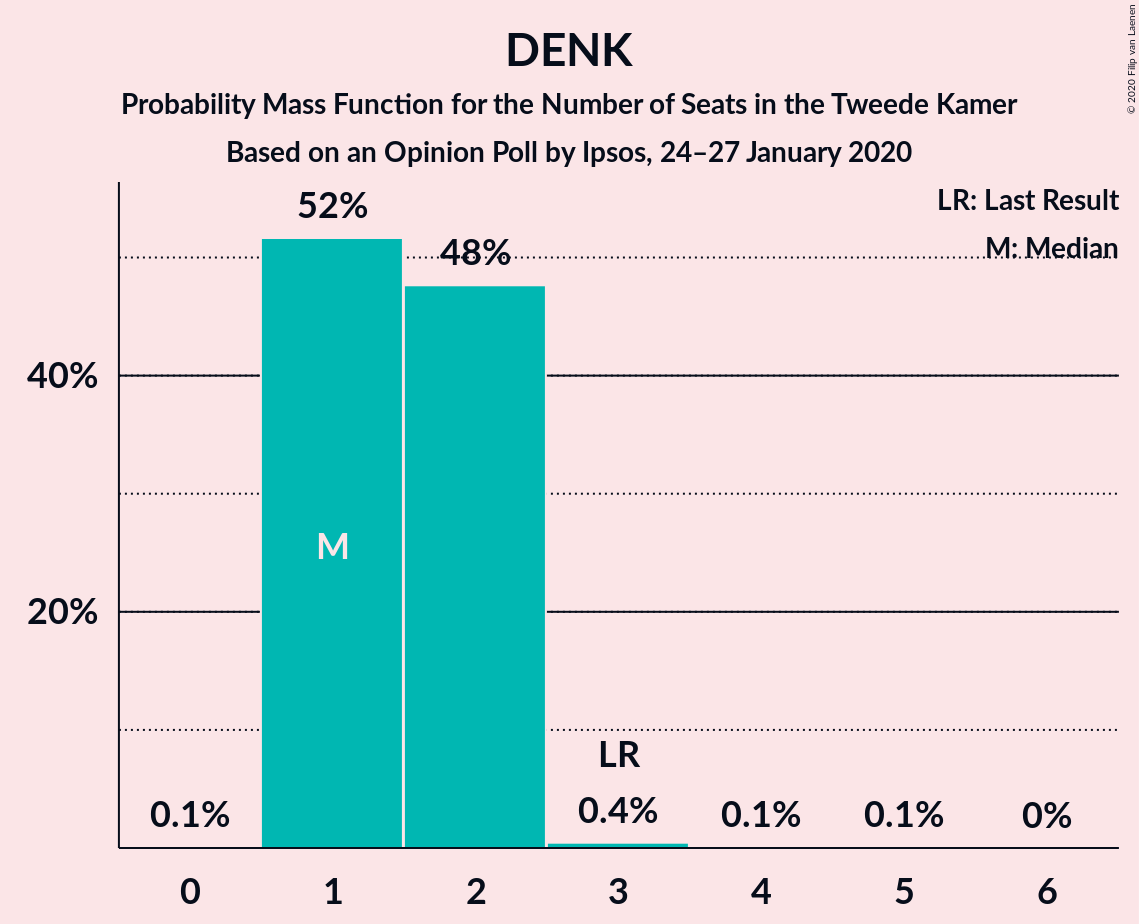 DENK
Probability Mass Function for the Number of Seats in the Tweede Kamer
Based on an Opinion Poll by Ipsos, 24–27 January 2020
© 2020 Filip van Laenen
LR: Last Result
M: Median
52%
48%
40%
M
20%
LR
0.1%
0.4%
0.1%
0.1%
0%
0 1 2 3 4 5 6